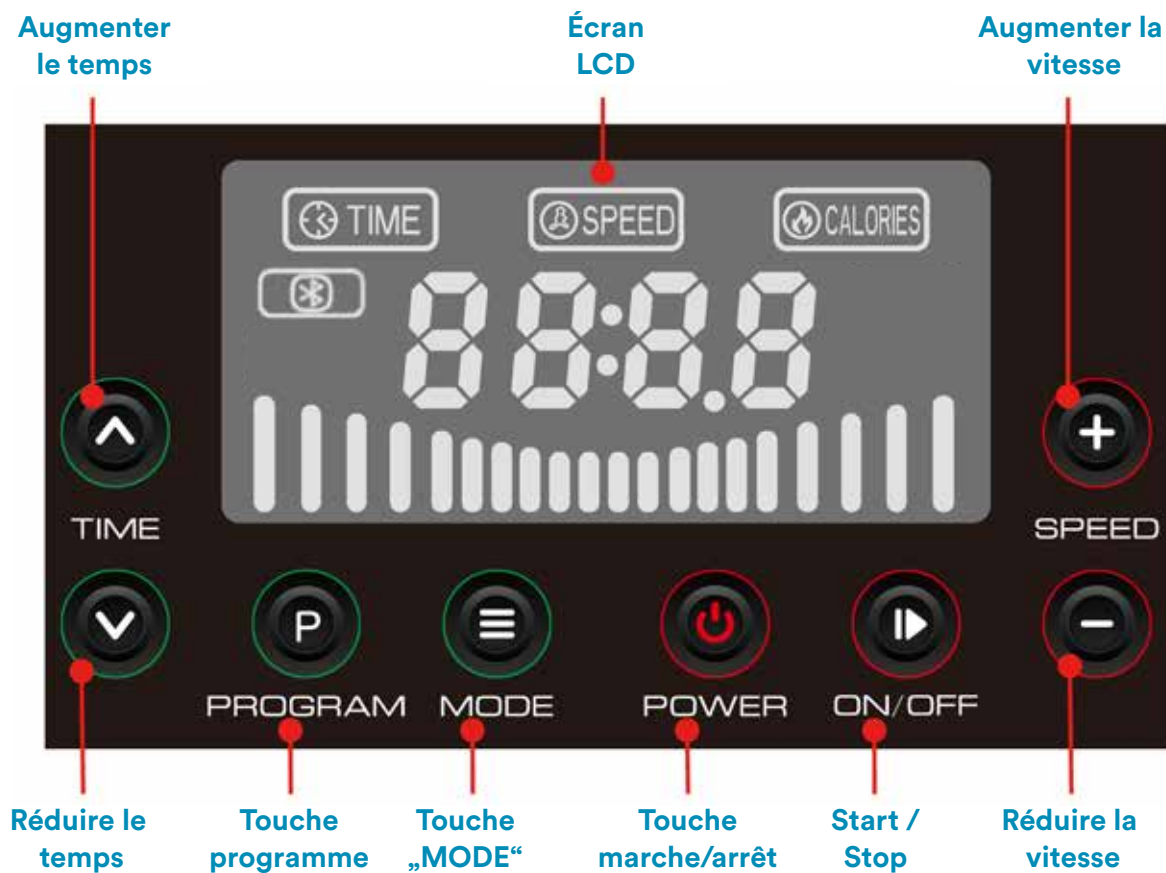 Augmenter
le temps
Écran
LCD
Augmenter la
vitesse
TIME
SPEED
CALORIES
88:8.8
TIME
SPEED
P
PROGRAM
MODE
POWER
ON/OFF
Réduire le
temps
Touche
programme
Touche
„MODE“
Touche
marche/arrêt
Start /
Stop
Réduire la
vitesse